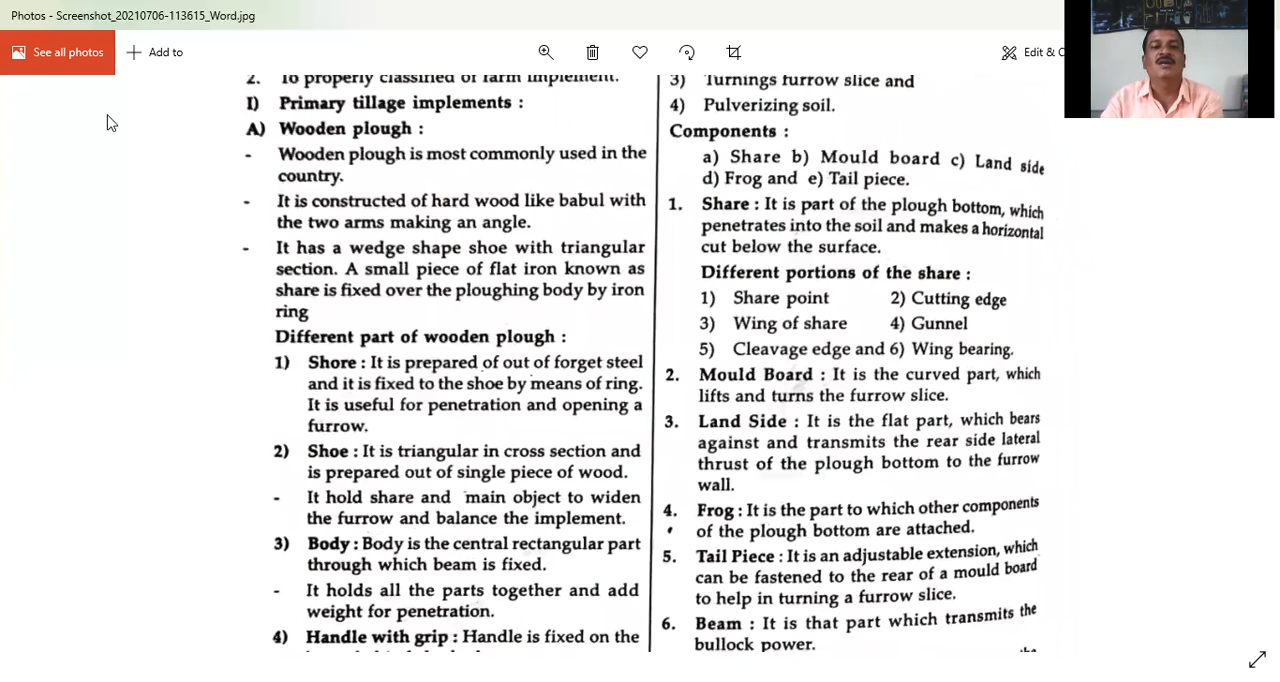 Photos - Screenshot_20210706-113615_Word.jpg
See all photos
Add to
Edit & C
2. To properly classified of farm implement.
I) Primary tillage implements :
A) Wooden plough :
- Wooden plough is most commonly used in the
country.
- It is constructed of hard wood like babul with
the two arms making an angle.
- It has a wedge shape shoe with triangular
section. A small piece of flat iron known as
share is fixed over the ploughing body by iron
ring
Different part of wooden plough :
1) Shore : It is prepared of out of forget steel
and it is fixed to the shoe by means of ring.
It is useful for penetration and opening a
furrow.
2) Shoe : It is triangular in cross section and
is prepared out of single piece of wood.
- It hold share and main object to widen
the furrow and balance the implement.
3) Body : Body is the central rectangular part
through which beam is fixed.
- It holds all the parts together and add
weight for penetration.
4) Handle with grip : Handle is fixed on the
3) Turnings furrow slice and
4) Pulverizing soil.
Components :
a) Share b) Mould board c) Land side
d) Frog and e) Tail piece.
1. Share : It is part of the plough bottom, which
penetrates into the soil and makes a horizontal
cut below the surface.
Different portions of the share :
1) Share point 2) Cutting edge
3) Wing of share 4) Gunnel
5) Cleavage edge and 6) Wing bearing.
2. Mould Board : It is the curved part, which
lifts and turns the furrow slice.
3. Land Side : It is the flat part, which bears
against and transmits the rear side lateral
thrust of the plough bottom to the furrow
wall.
4. Frog : It is the part to which other components
of the plough bottom are attached.
5. Tail Piece : It is an adjustable extension, which
can be fastened to the rear of a mould board
to help in turning a furrow slice.
6. Beam : It is that part which transmits the
bullock power.